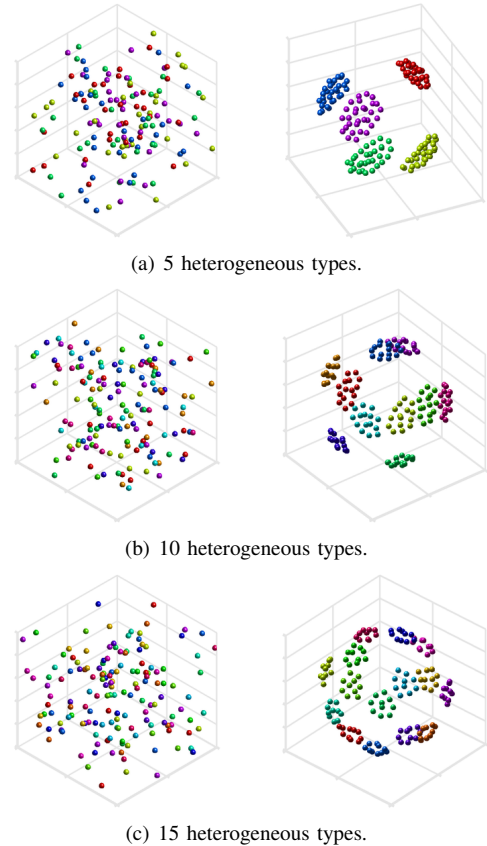 (a) 5 heterogeneous types.
(b) 10 heterogeneous types.
(c) 15 heterogeneous types.